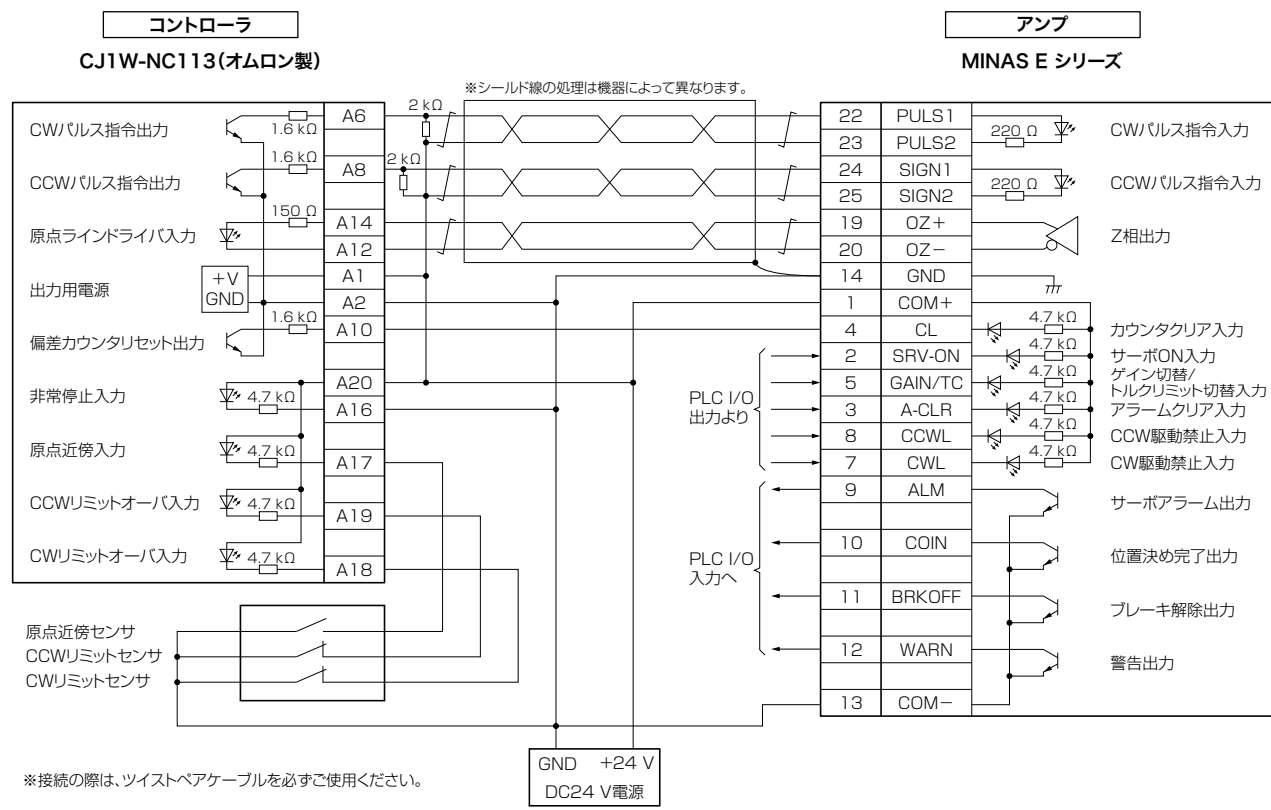 コントローラ
CJ1W-NC113(オムロン製)
アンプ
MINAS E シリーズ
※シールド線の処理は機器によって異なります。
CWパルス指令出力
1.6 kΩ
A6
2 kΩ
22 PULS1
220 Ω
CWパルス指令入力
23 PULS2
CCWパルス指令出力
1.6 kΩ
A8
2 kΩ
24 SIGN1
220 Ω
CCWパルス指令入力
25 SIGN2
原点ラインドライバ入力
150 Ω
A14
A12
19 OZ+
20 OZ−
Z相出力
出力用電源
+V
GND
A1
A2
14 GND
1 COM+
偏差カウンタリセット出力
1.6 kΩ
A10
4 CL
4.7 kΩ
カウンタクリア入力
2 SRV-ON
4.7 kΩ
サーボON入力
5 GAIN/TC
4.7 kΩ
ゲイン切替/
トルクリミット切替入力
3 A-CLR
4.7 kΩ
アラームクリア入力
8 CCWL
4.7 kΩ
CCW駆動禁止入力
7 CWL
4.7 kΩ
CW駆動禁止入力
PLC I/O
出力より
非常停止入力
4.7 kΩ
A20
A16
原点近傍入力
4.7 kΩ
A17
CCWリミットオーバ入力
4.7 kΩ
A19
CWリミットオーバ入力
4.7 kΩ
A18
9 ALM
サーボアラーム出力
10 COIN
位置決め完了出力
PLC I/O
入力へ
11 BRKOFF
ブレーキ解除出力
12 WARN
警告出力
13 COM−
原点近傍センサ
CCWリミットセンサ
CWリミットセンサ
GND +24 V
DC24 V電源
※接続の際は、ツイストペアケーブルを必ずご使用ください。